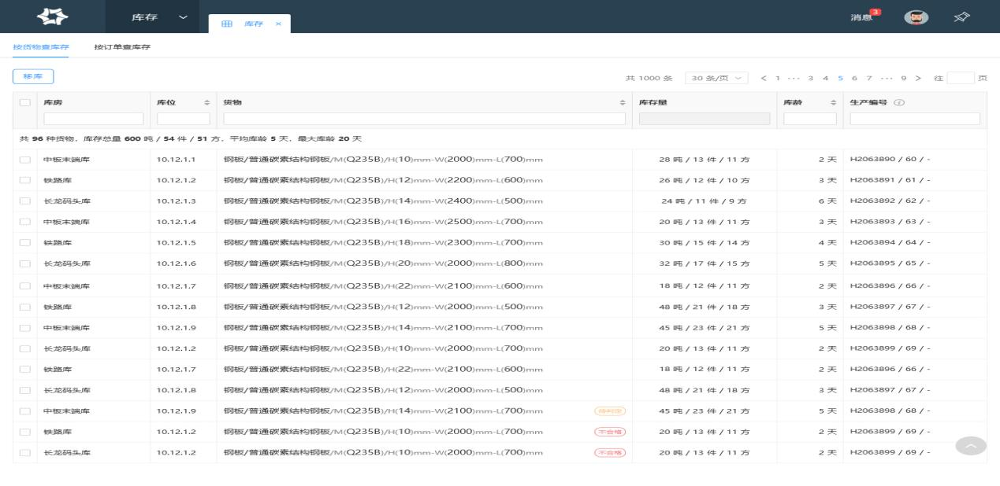 库存
库存 ×
消息 3
按货物查库存 按订单查库存
移库
共 1000 条 30 条/页 < 1 ··· 3 4 5 6 7 ··· 9 > 往 页
库房 库位 货物 库存量 库龄 生产编号
共 96 种货物，库存总量 600 吨 / 54 件 / 51 方，平均库龄 5 天，最大库龄 20 天
中板末端库 10.12.1.1 钢板/普通碳素结构钢板/M(Q235B)/H(10)mm-W(2000)mm-L(700)mm 28 吨 / 13 件 / 11 方 2 天 H2063890 / 60 / -
铁路库 10.12.1.2 钢板/普通碳素结构钢板/M(Q235B)/H(12)mm-W(2200)mm-L(600)mm 26 吨 / 12 件 / 10 方 3 天 H2063891 / 61 / -
长龙码头库 10.12.1.3 钢板/普通碳素结构钢板/M(Q235B)/H(14)mm-W(2400)mm-L(500)mm 24 吨 / 11 件 / 9 方 6 天 H2063892 / 62 / -
中板末端库 10.12.1.4 钢板/普通碳素结构钢板/M(Q235B)/H(16)mm-W(2500)mm-L(700)mm 20 吨 / 13 件 / 11 方 3 天 H2063893 / 63 / -
铁路库 10.12.1.5 钢板/普通碳素结构钢板/M(Q235B)/H(18)mm-W(2300)mm-L(700)mm 30 吨 / 15 件 / 14 方 4 天 H2063894 / 64 / -
长龙码头库 10.12.1.6 钢板/普通碳素结构钢板/M(Q235B)/H(20)mm-W(2000)mm-L(800)mm 32 吨 / 17 件 / 15 方 5 天 H2063895 / 65 / -
中板末端库 10.12.1.7 钢板/普通碳素结构钢板/M(Q235B)/H(22)mm-W(2100)mm-L(600)mm 18 吨 / 12 件 / 11 方 2 天 H2063896 / 66 / -
铁路库 10.12.1.8 钢板/普通碳素结构钢板/M(Q235B)/H(12)mm-W(2000)mm-L(500)mm 48 吨 / 21 件 / 18 方 3 天 H2063897 / 67 / -
中板末端库 10.12.1.9 钢板/普通碳素结构钢板/M(Q235B)/H(14)mm-W(2100)mm-L(700)mm 45 吨 / 23 件 / 21 方 5 天 H2063898 / 68 / -
长龙码头库 10.12.1.2 钢板/普通碳素结构钢板/M(Q235B)/H(10)mm-W(2000)mm-L(700)mm 20 吨 / 13 件 / 11 方 2 天 H2063899 / 69 / -
铁路库 10.12.1.7 钢板/普通碳素结构钢板/M(Q235B)/H(22)mm-W(2100)mm-L(600)mm 18 吨 / 12 件 / 11 方 2 天 H2063896 / 66 / -
长龙码头库 10.12.1.8 钢板/普通碳素结构钢板/M(Q235B)/H(12)mm-W(2000)mm-L(500)mm 48 吨 / 21 件 / 18 方 3 天 H2063897 / 67 / -
中板末端库 10.12.1.9 钢板/普通碳素结构钢板/M(Q235B)/H(14)mm-W(2100)mm-L(700)mm 待判定 45 吨 / 23 件 / 21 方 5 天 H2063898 / 68 / -
铁路库 10.12.1.2 钢板/普通碳素结构钢板/M(Q235B)/H(10)mm-W(2000)mm-L(700)mm 不合格 20 吨 / 13 件 / 11 方 2 天 H2063899 / 69 / -
长龙码头库 10.12.1.2 钢板/普通碳素结构钢板/M(Q235B)/H(10)mm-W(2000)mm-L(700)mm 不合格 20 吨 / 13 件 / 11 方 2 天 H2063899 / 69 / -